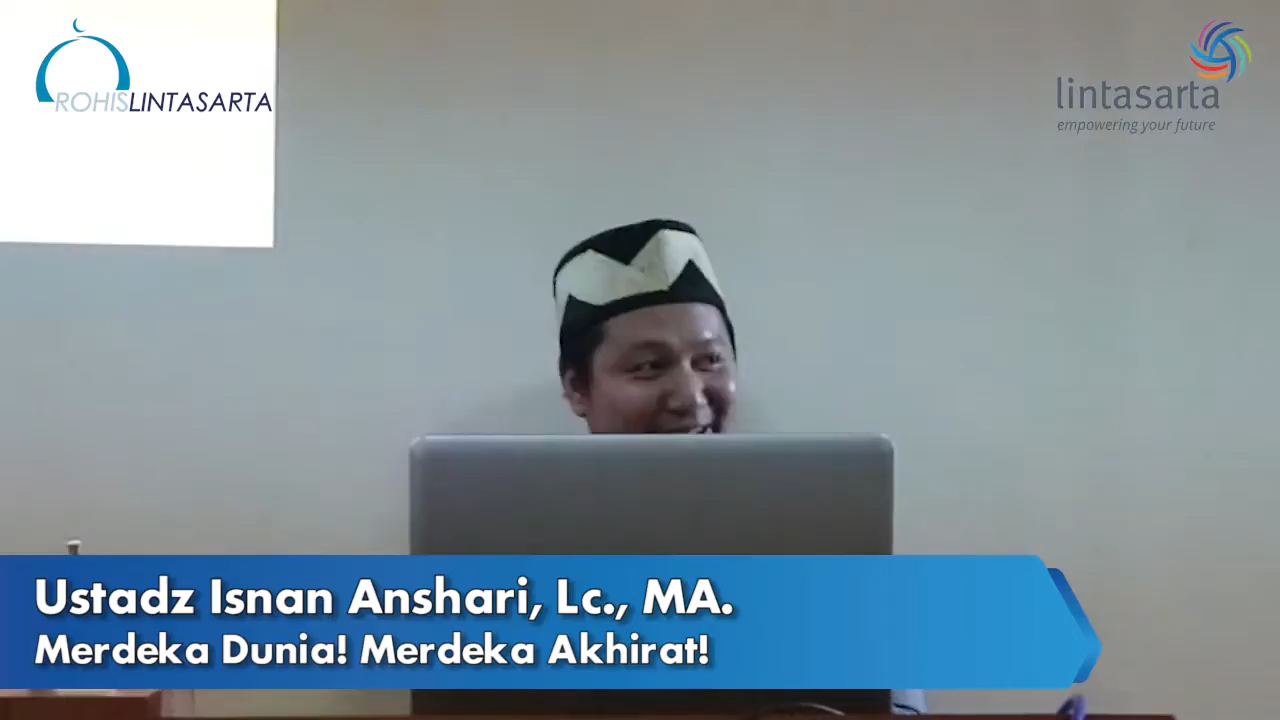 ROHISLINTASARTA
lintasarta
empowering your future
Ustadz Isnan Anshari, Lc., MA.
Merdeka Dunia! Merdeka Akhirat!